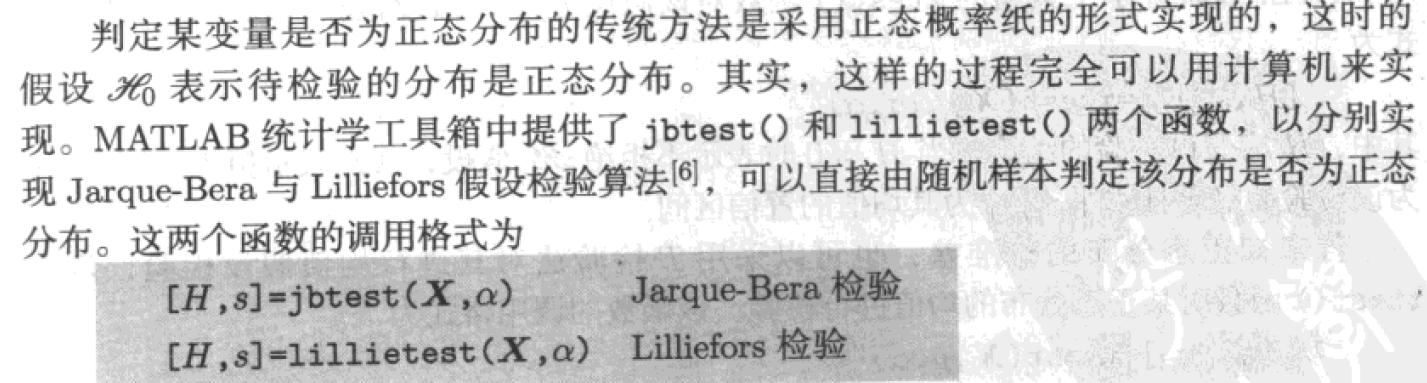 判定某变量是否为正态分布的传统方法是采用正态概率纸的形式实现的，这时的
假设 ℋ₀ 表示待检验的分布是正态分布。其实，这样的过程完全可以用计算机来实
现。MATLAB 统计学工具箱中提供了 jbtest() 和 lillietest() 两个函数，以分别实
现 Jarque-Bera 与 Lilliefors 假设检验算法[6]，可以直接由随机样本判定该分布是否为正态
分布。这两个函数的调用格式为
[H,s]=jbtest(X,α) Jarque-Bera 检验
[H,s]=lillietest(X,α) Lilliefors 检验